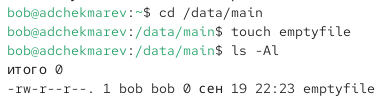 bob@adchekmarev:~$ cd /data/main
bob@adchekmarev:/data/main$ touch emptyfile
bob@adchekmarev:/data/main$ ls -Al
итого 0
-rw-r--r--. 1 bob bob 0 сен 19 22:23 emptyfile